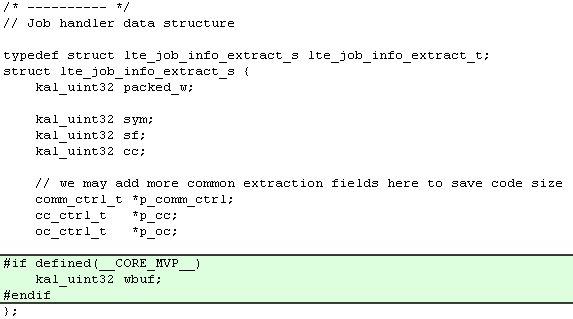 /* ---------- */
// Job handler data structure
typedef struct lte_job_info_extract_s lte_job_info_extract_t;
struct lte_job_info_extract_s {
    kal_uint32 packed_w;
    kal_uint32 sym;
    kal_uint32 sf;
    kal_uint32 cc;
    // we may add more common extraction fields here to save code size
    comm_ctrl_t *p_comm_ctrl;
    cc_ctrl_t   *p_cc;
    oc_ctrl_t   *p_oc;
#if defined(__CORE_MVP__)
    kal_uint32 wbuf;
#endif
};